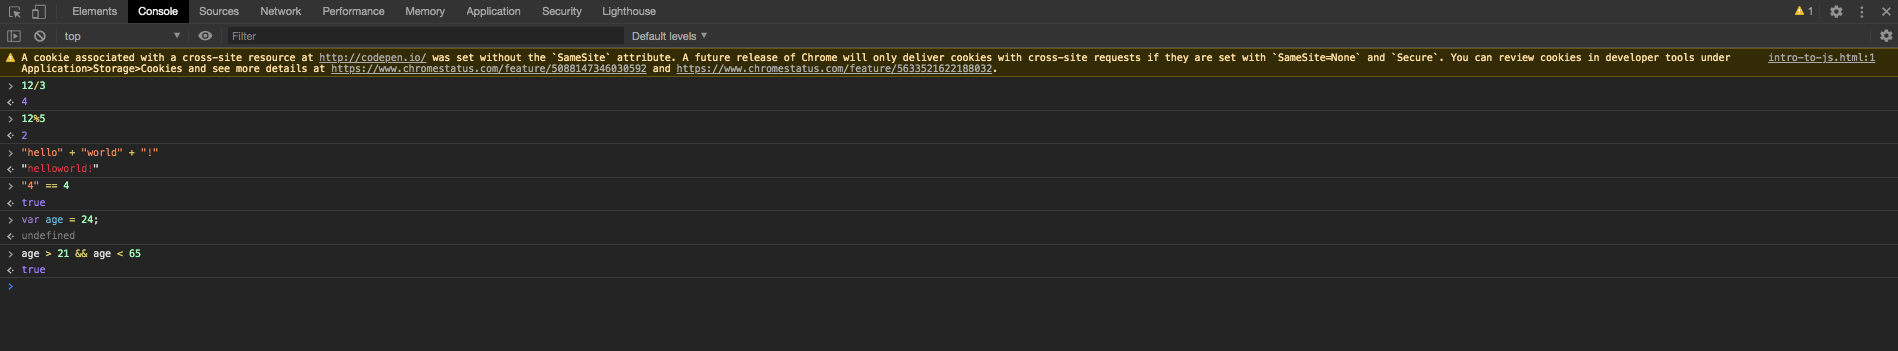 Elements Console Sources Network Performance Memory Application Security Lighthouse 1
top Filter Default levels
A cookie associated with a cross-site resource at http://codepen.io/ was set without the `SameSite` attribute. A future release of Chrome will only deliver cookies with cross-site requests if they are set with `SameSite=None` and `Secure`. You can review cookies in developer tools under intro-to-js.html:1
Application>Storage>Cookies and see more details at https://www.chromestatus.com/feature/5088147346030592 and https://www.chromestatus.com/feature/5633521622188032.
12/3
4
12%5
2
"hello" + "world" + "!"
"helloworld!"
"4" == 4
true
var age = 24;
undefined
age > 21 && age < 65
true